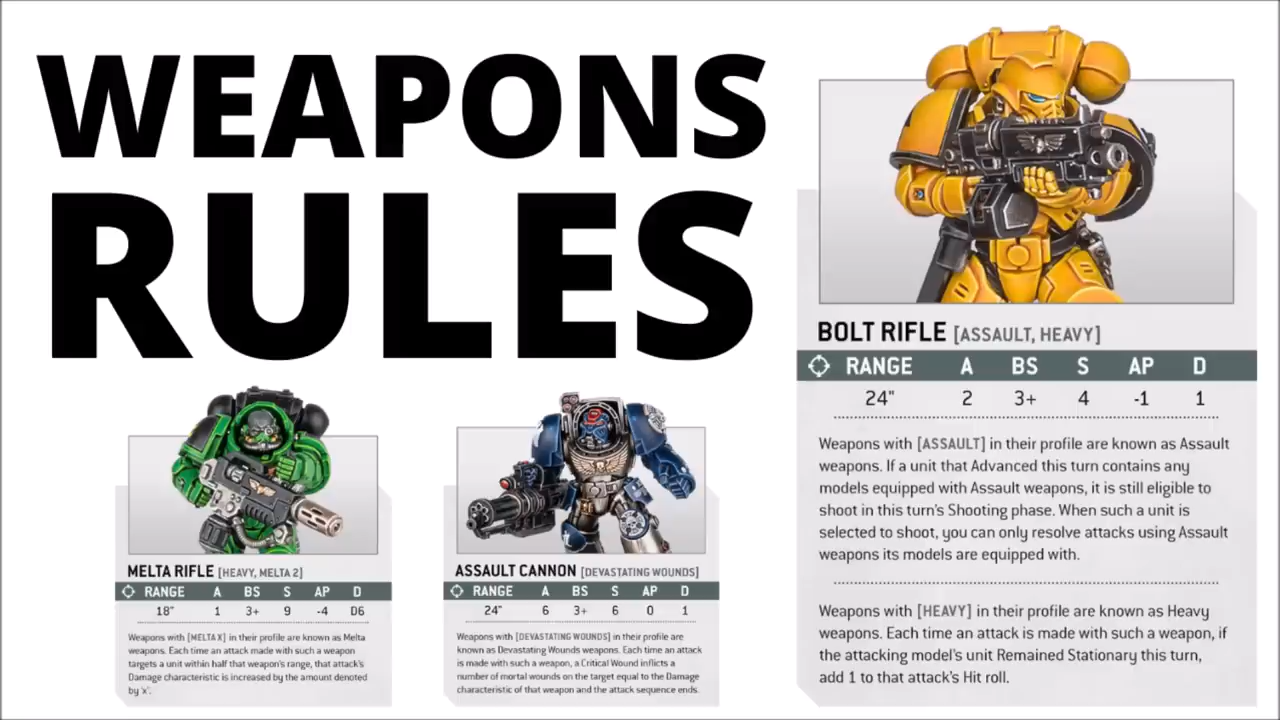 WEAPONS
RULES
BOLT RIFLE [ASSAULT, HEAVY]
RANGE A BS S AP D
24" 2 3+ 4 -1 1
Weapons with [ASSAULT] in their profile are known as Assault
weapons. If a unit that Advanced this turn contains any
models equipped with Assault weapons, it is still eligible to
shoot in this turn's Shooting phase. When such a unit is
selected to shoot, you can only resolve attacks using Assault
weapons its models are equipped with.
Weapons with [HEAVY] in their profile are known as Heavy
weapons. Each time an attack is made with such a weapon, if
the attacking model's unit Remained Stationary this turn,
add 1 to that attack's Hit roll.
MELTA RIFLE [HEAVY, MELTA 2]
RANGE A BS S AP D
18" 1 3+ 9 -4 D6
Weapons with [MELTA X] in their profile are known as Melta
weapons. Each time an attack made with such a weapon
targets a unit within half that weapon's range, that attack's
Damage characteristic is increased by the amount denoted
by 'x'.
ASSAULT CANNON [DEVASTATING WOUNDS]
RANGE A BS S AP D
24" 6 3+ 6 0 1
Weapons with [DEVASTATING WOUNDS] in their profile are
known as Devastating Wounds weapons. Each time an attack
is made with such a weapon, a Critical Wound inflicts a
number of mortal wounds on the target equal to the Damage
characteristic of that weapon and the attack sequence ends.